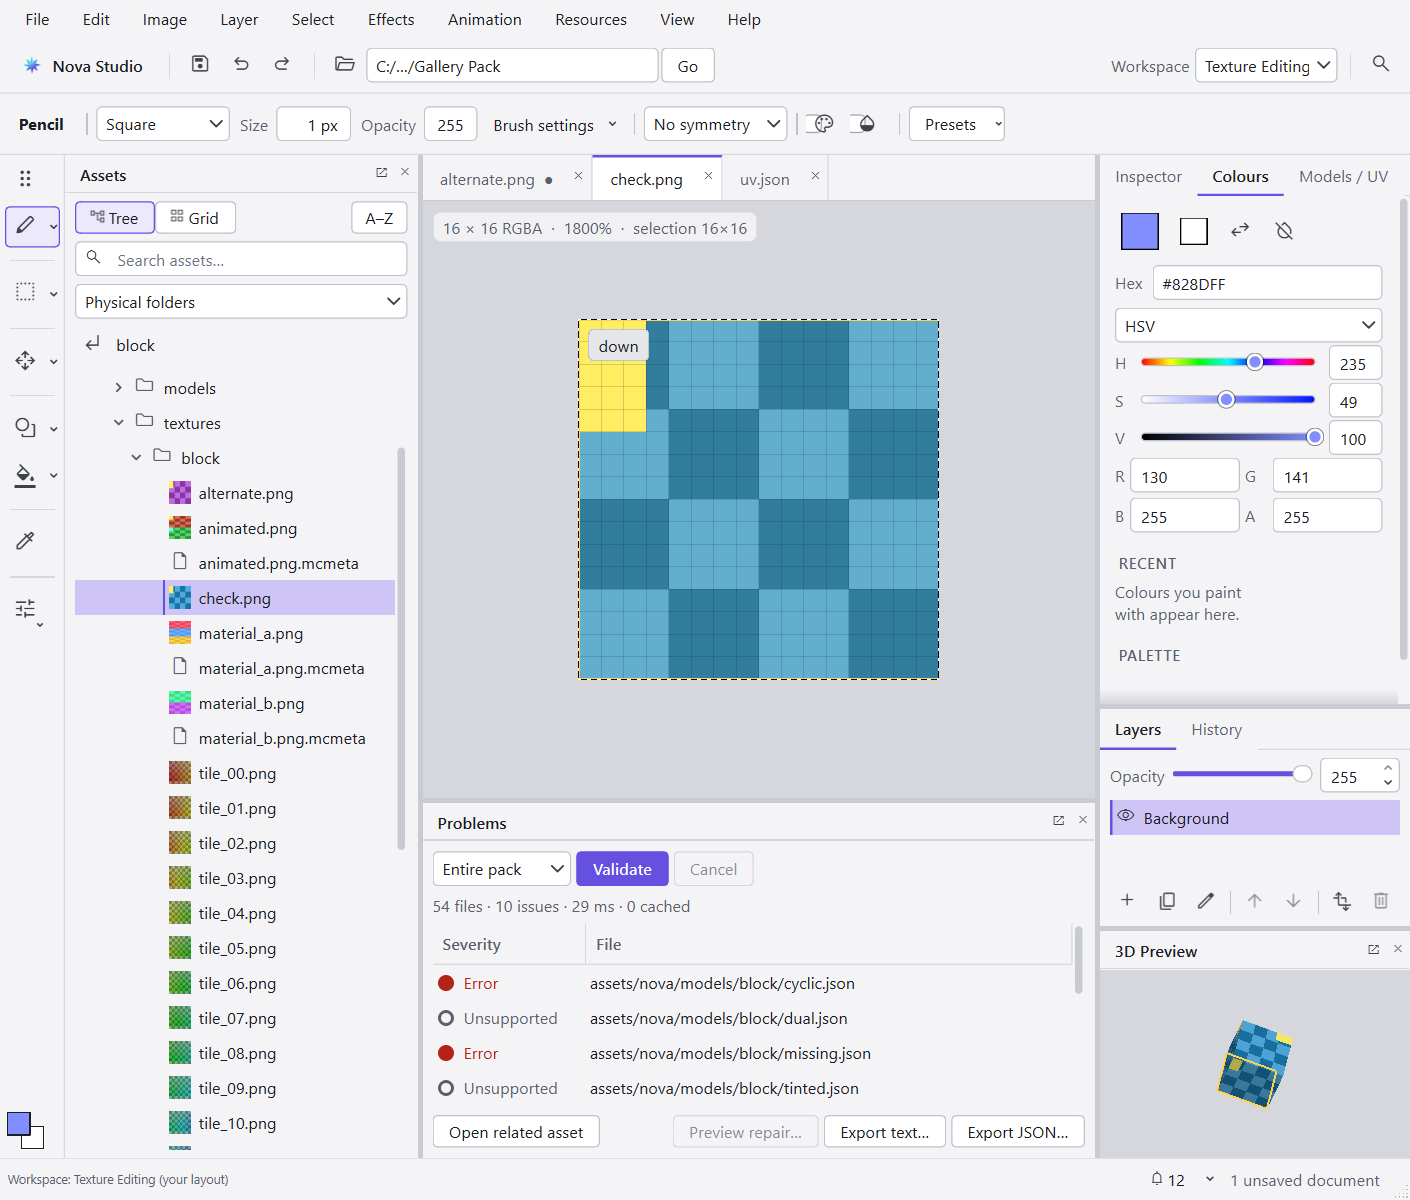 File Edit Image Layer Select Effects Animation Resources View Help
Nova Studio C:/.../Gallery Pack Go Workspace Texture Editing
Pencil Square Size 1 px Opacity 255 Brush settings No symmetry Presets
Assets
Tree Grid A–Z
Search assets...
Physical folders
block
models
textures
block
alternate.png
animated.png
animated.png.mcmeta
check.png
material_a.png
material_a.png.mcmeta
material_b.png
material_b.png.mcmeta
tile_00.png
tile_01.png
tile_02.png
tile_03.png
tile_04.png
tile_05.png
tile_06.png
tile_07.png
tile_08.png
tile_09.png
tile_10.png
alternate.png check.png uv.json
16 × 16 RGBA · 1800% · selection 16×16
down
Problems
Entire pack Validate Cancel
54 files · 10 issues · 29 ms · 0 cached
Severity File
Error assets/nova/models/block/cyclic.json
Unsupported assets/nova/models/block/dual.json
Error assets/nova/models/block/missing.json
Unsupported assets/nova/models/block/tinted.json
Open related asset Preview repair... Export text... Export JSON...
Inspector Colours Models / UV
Hex #828DFF
HSV
H 235
S 49
V 100
R 130 G 141
B 255 A 255
RECENT
Colours you paint
with appear here.
PALETTE
Layers History
Opacity 255
Background
3D Preview
Workspace: Texture Editing (your layout) 12 1 unsaved document